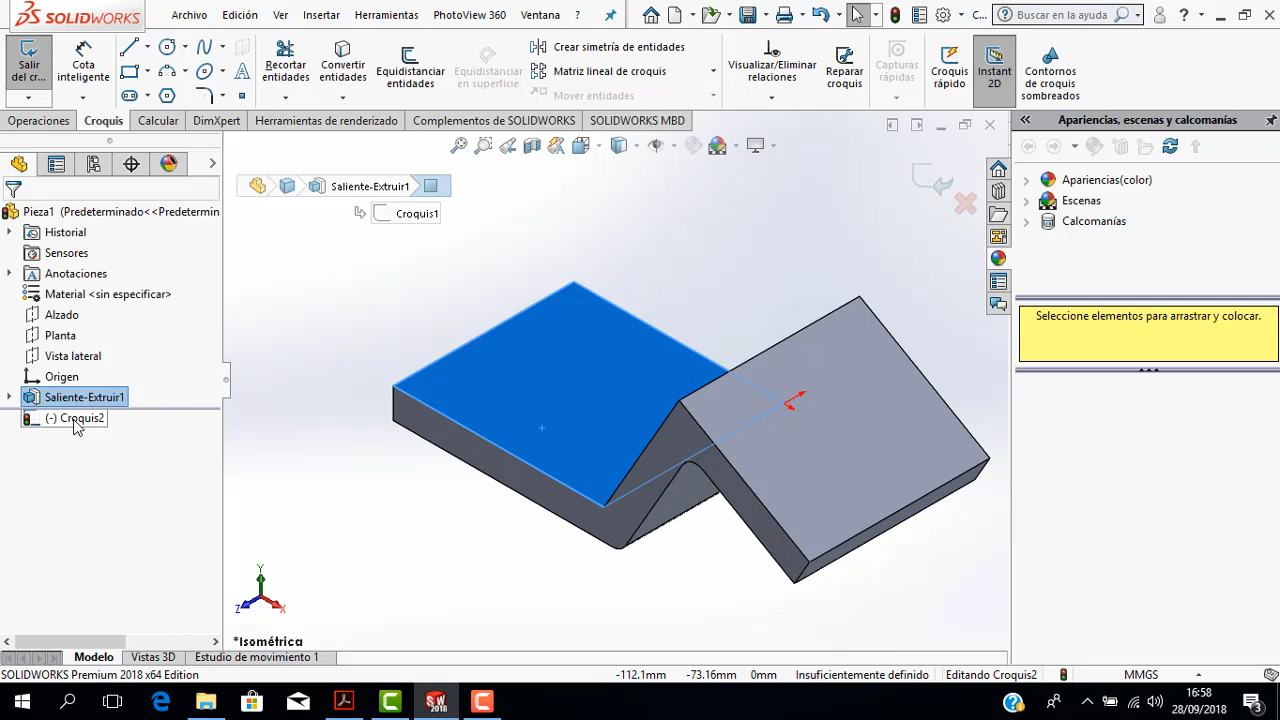 SOLIDWORKS
Archivo Edición Ver Insertar Herramientas PhotoView 360 Ventana ? C... Buscar en la ayuda ?
Salir del cr...
Cota inteligente
Recortar entidades
Convertir entidades
Equidistanciar entidades
Equidistanciar en superficie
Crear simetría de entidades
Matriz lineal de croquis
Mover entidades
Visualizar/Eliminar relaciones
Reparar croquis
Capturas rápidas
Croquis rápido
Instant 2D
Contornos de croquis sombreados
Operaciones Croquis Calcular DimXpert Herramientas de renderizado Complementos de SOLIDWORKS SOLIDWORKS MBD
Apariencias, escenas y calcomanías
Pieza1 (Predeterminado<<Predetermin
Historial
Sensores
Anotaciones
Material <sin especificar>
Alzado
Planta
Vista lateral
Origen
Saliente-Extruir1
(-) Croquis2
Saliente-Extruir1
Croquis1
Apariencias(color)
Escenas
Calcomanías
Seleccione elementos para arrastrar y colocar.
Y
Z
X
*Isométrica
Modelo Vistas 3D Estudio de movimiento 1
SOLIDWORKS Premium 2018 x64 Edition -112.1mm -73.16mm 0mm Insuficientemente definido Editando Croquis2 MMGS
16:58
28/09/2018
3